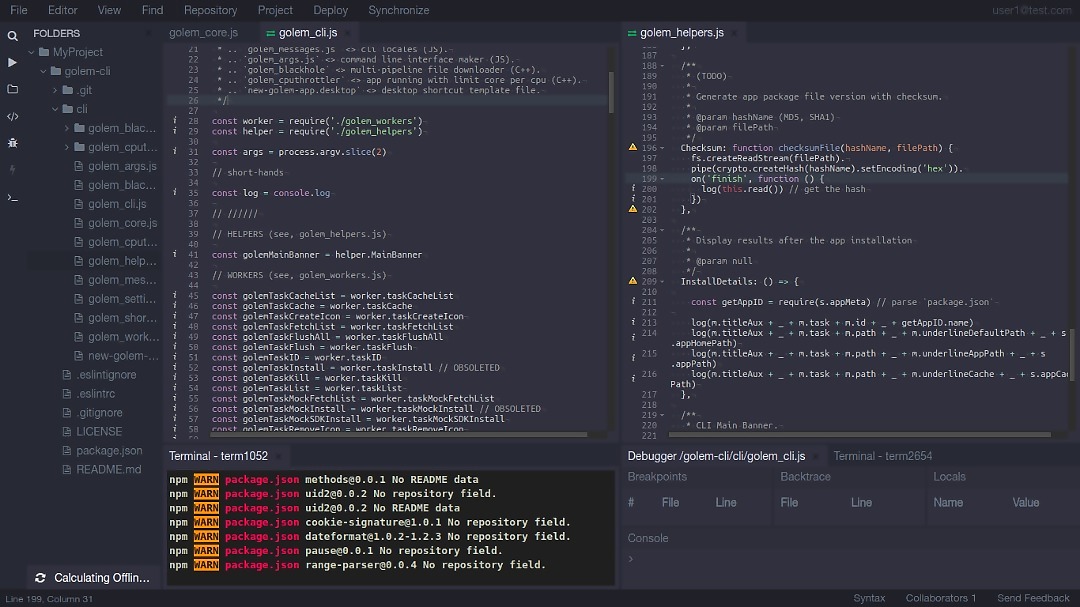 File Editor View Find Repository Project Deploy Synchronize user1@test.com
FOLDERS
MyProject
golem-cli
.git
cli
golem_blac...
golem_cput...
golem_args.js
golem_blac...
golem_cli.js
golem_core.js
golem_cput...
golem_help...
golem_mes...
golem_setti...
golem_shor...
golem_work...
new-golem-...
.eslintignore
.eslintrc
.gitignore
LICENSE
package.json
README.md
Calculating Offlin...
golem_core.js golem_cli.js
21 * .. `golem_messages.js` <> cli locales (JS).
22 * .. `golem_args.js` <> command line interface maker (JS).
23 * .. `golem_blackhole` <> multi-pipeline file downloader (C++).
24 * .. `golem_cputhrottler` <> app running with limit core per cpu (C++).
25 * .. `new-golem-app.desktop` <> desktop shortcut template file.
26 */
27
28 const worker = require('./golem_workers')
29 const helper = require('./golem_helpers')
30
31 const args = process.argv.slice(2)
32
33 // short-hands
34
35 const log = console.log
36
37 // //////
38
39 // HELPERS (see, golem_helpers.js)
40
41 const golemMainBanner = helper.MainBanner
42
43 // WORKERS (see, golem_workers.js)
44
45 const golemTaskCacheList = worker.taskCacheList
46 const golemTaskCache = worker.taskCache
47 const golemTaskCreateIcon = worker.taskCreateIcon
48 const golemTaskFetchList = worker.taskFetchList
49 const golemTaskFlushAll = worker.taskFlushAll
50 const golemTaskFlush = worker.taskFlush
51 const golemTaskID = worker.taskID
52 const golemTaskInstall = worker.taskInstall // OBSOLETED
53 const golemTaskKill = worker.taskKill
54 const golemTaskList = worker.taskList
55 const golemTaskMockFetchList = worker.taskMockFetchList
56 const golemTaskMockInstall = worker.taskMockInstall // OBSOLETED
57 const golemTaskMockSDKInstall = worker.taskMockSDKInstall
58 const golemTaskRemoveIcon = worker.taskRemoveIcon
golem_helpers.js
186 },
187
188 /**
189 * (TODO)
190 *
191 * Generate app package file version with checksum.
192 *
193 * @param hashName (MD5, SHA1)
194 * @param filePath
195 */
196 Checksum: function checksumFile(hashName, filePath) {
197 fs.createReadStream(filePath).
198 pipe(crypto.createHash(hashName).setEncoding('hex')).
199 on('finish', function () {
200 log(this.read()) // get the hash
201 })
202 },
203
204 /**
205 * Display results after the app installation
206 *
207 * @param null
208 */
209 InstallDetails: () => {
210
211 const getAppID = require(s.appMeta) // parse `package.json`
212
213 log(m.titleAux + _ + m.task + m.id + _ + getAppID.name)
214 log(m.titleAux + _ + m.task + m.path + _ + m.underlineDefaultPath + _ + s
.appHomePath)
215 log(m.titleAux + _ + m.task + m.path + _ + m.underlineAppPath + _ + s
.appPath)
216 log(m.titleAux + _ + m.task + m.path + _ + m.underlineCache + _ + s.appCac
Path)
217 },
218
219 /**
220 * CLI Main Banner.
221
Terminal - term1052
npm WARN package.json methods@0.0.1 No README data
npm WARN package.json uid2@0.0.2 No repository field.
npm WARN package.json uid2@0.0.2 No README data
npm WARN package.json cookie-signature@1.0.1 No repository field.
npm WARN package.json dateformat@1.0.2-1.2.3 No repository field.
npm WARN package.json pause@0.0.1 No repository field.
npm WARN package.json range-parser@0.0.4 No repository field.
Debugger /golem-cli/cli/golem_cli.js Terminal - term2654
Breakpoints Backtrace Locals
# File Line File Line Name Value
Console
>
Line 199, Column 31 Syntax Collaborators 1 Send Feedback